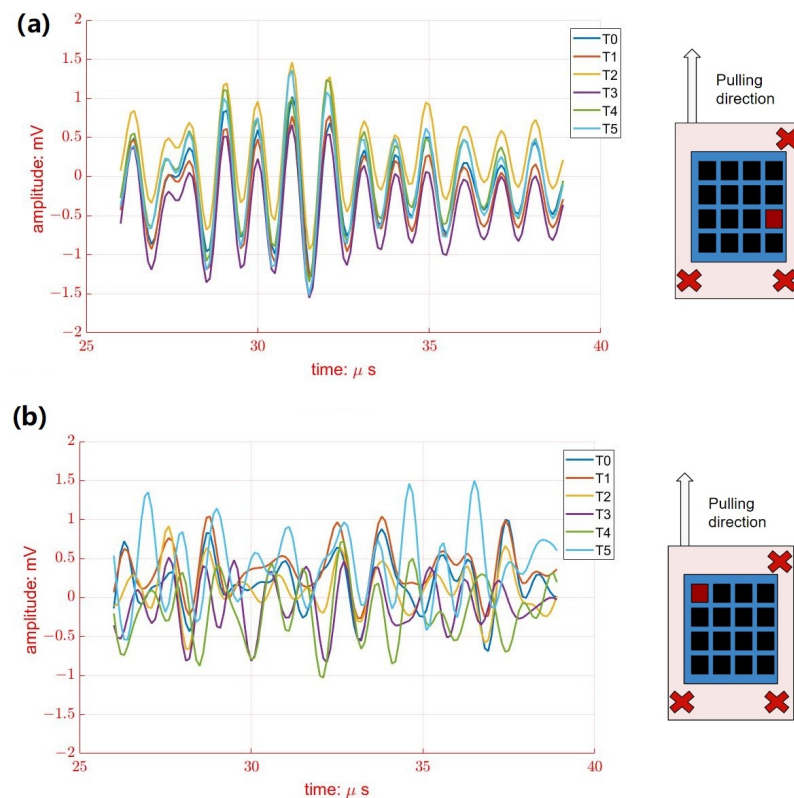 (a)
amplitude: mV
2
1.5
1
0.5
0
−0.5
−1
−1.5
−2
25
30
35
40
time: μ s
T0
T1
T2
T3
T4
T5
Pulling
direction
(b)
amplitude: mV
2
1.5
1
0.5
0
−0.5
−1
−1.5
−2
25
30
35
40
time: μ s
T0
T1
T2
T3
T4
T5
Pulling
direction